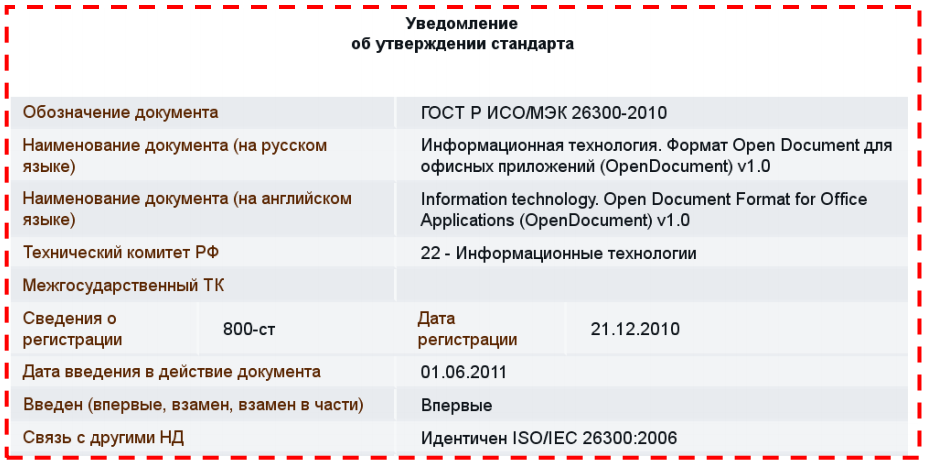 Уведомление
об утверждении стандарта
Обозначение документа
ГОСТ Р ИСО/МЭК 26300-2010
Наименование документа (на русском
языке)
Информационная технология. Формат Open Document для
офисных приложений (OpenDocument) v1.0
Наименование документа (на английском
языке)
Information technology. Open Document Format for Office
Applications (OpenDocument) v1.0
Технический комитет РФ
22 - Информационные технологии
Межгосударственный ТК
Сведения о
регистрации
800-ст
Дата
регистрации
21.12.2010
Дата введения в действие документа
01.06.2011
Введен (впервые, взамен, взамен в части)
Впервые
Связь с другими НД
Идентичен ISO/IEC 26300:2006